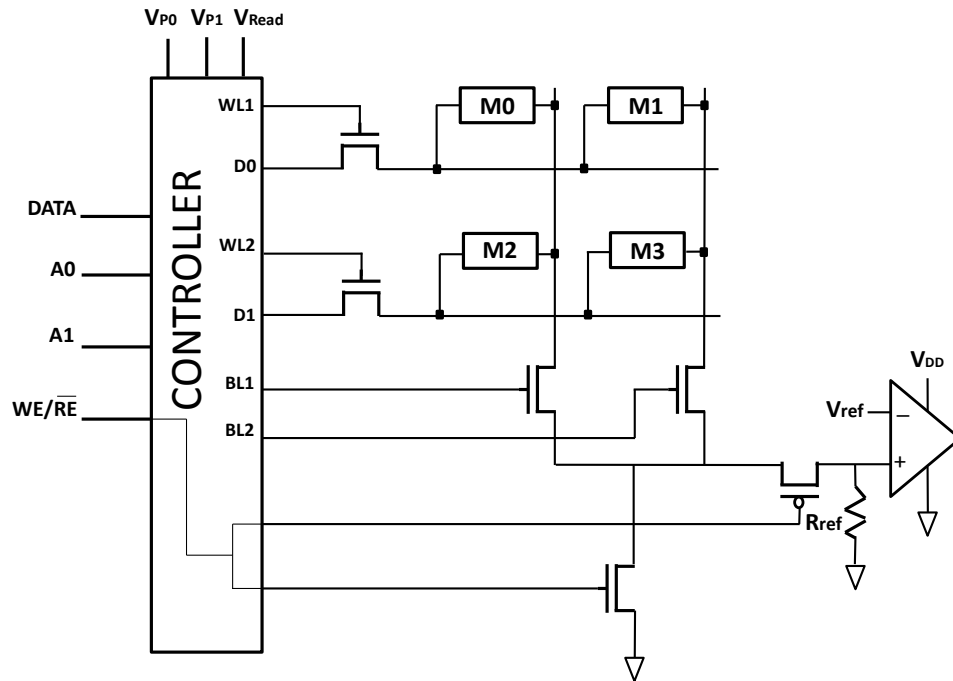 VP0 VP1 VRead
WL1
M0 M1
D0
DATA
WL2
M2 M3
A0
D1
A1
CONTROLLER
BL1
VDD
WE/R̅E̅
Vref
BL2
−
+
Rref